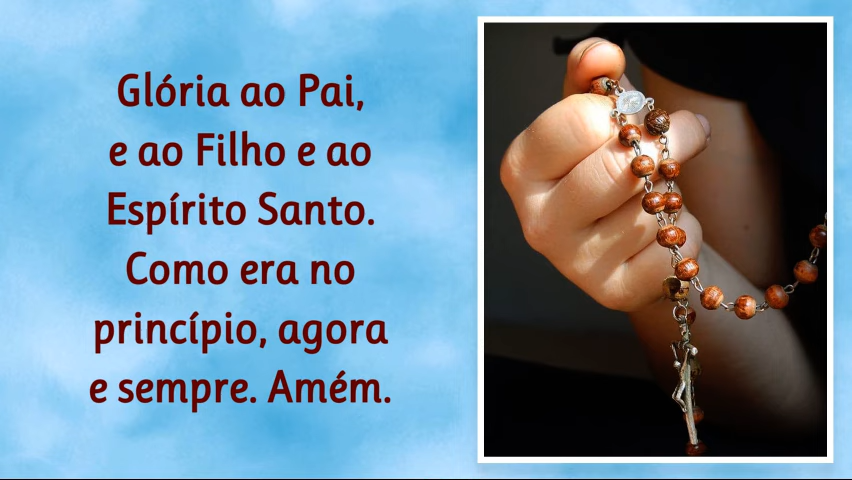 Glória ao Pai,
e ao Filho e ao
Espírito Santo.
Como era no
princípio, agora
e sempre. Amém.